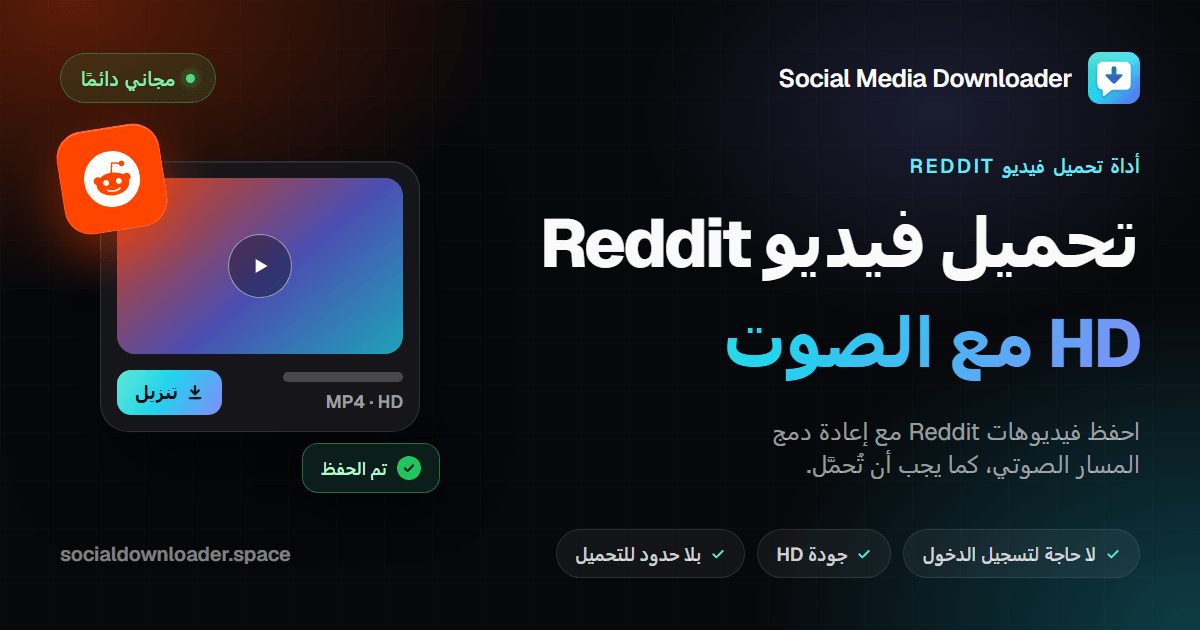 Social Media Downloader
مجاني دائمًا
أداة تحميل فيديو REDDIT
تحميل فيديو Reddit
HD مع الصوت
احفظ فيديوهات Reddit مع إعادة دمج
المسار الصوتي، كما يجب أن تُحمَّل.
MP4 · HD
تنزيل
تم الحفظ
لا حاجة لتسجيل الدخول
جودة HD
بلا حدود للتحميل
socialdownloader.space